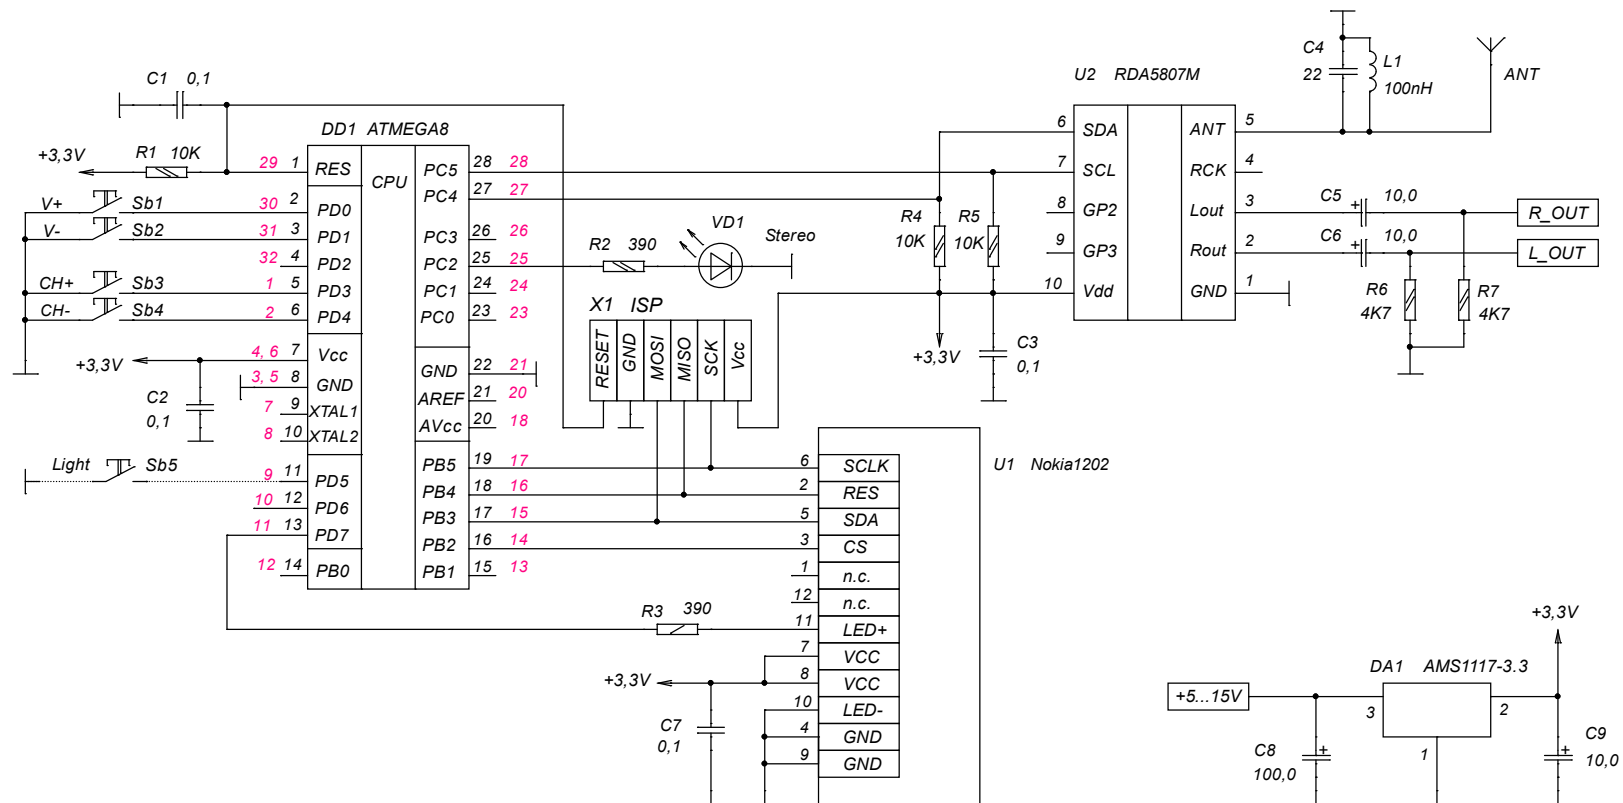 C1 0,1
DD1 ATMEGA8
+3,3V
R1 10K
29 1 RES
CPU
PC5 28 28
PC4 27 27
V+ Sb1 30 2 PD0
V- Sb2 31 3 PD1
32 4 PD2
CH+ Sb3 1 5 PD3
CH- Sb4 2 6 PD4
PC3 26 26
PC2 25 25
PC1 24 24
PC0 23 23
+3,3V
4, 6 7 Vcc
3, 5 8 GND
7 9 XTAL1
8 10 XTAL2
C2
0,1
GND 22 21
AREF 21 20
AVcc 20 18
Light Sb5 9 11 PD5
10 12 PD6
11 13 PD7
12 14 PB0
PB5 19 17
PB4 18 16
PB3 17 15
PB2 16 14
PB1 15 13
R2 390
VD1
Stereo
X1 ISP
RESET
GND
MOSI
MISO
SCK
Vcc
R3 390
U1 Nokia1202
6 SCLK
2 RES
5 SDA
3 CS
1 n.c.
12 n.c.
11 LED+
7 VCC
8 VCC
10 LED-
4 GND
9 GND
+3,3V
C7
0,1
U2 RDA5807M
6 SDA
7 SCL
8 GP2
9 GP3
10 Vdd
ANT 5
RCK 4
Lout 3
Rout 2
GND 1
R4
10K
R5
10K
+3,3V
C3
0,1
C4
22
L1
100nH
ANT
C5 + 10,0
C6 + 10,0
R_OUT
L_OUT
R6
4K7
R7
4K7
+3,3V
DA1 AMS1117-3.3
+5...15V
3 2
1
C8 +
100,0
C9
+ 10,0